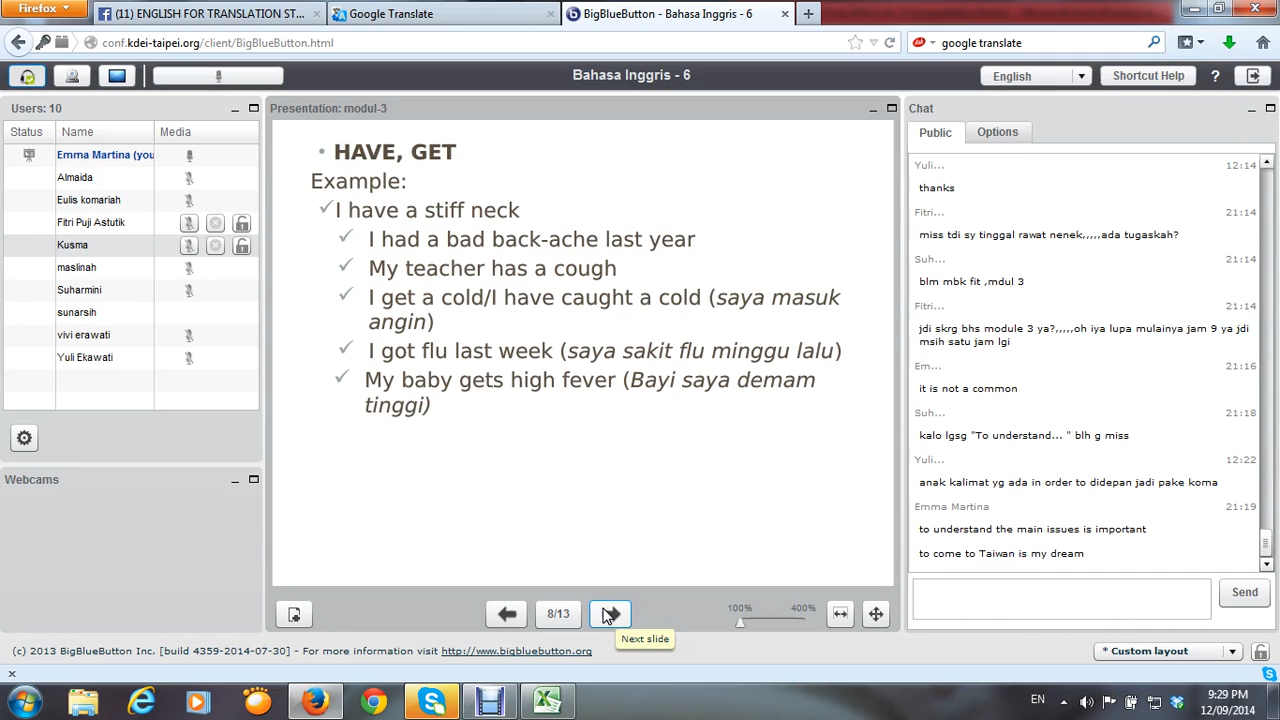 Firefox
(11) ENGLISH FOR TRANSLATION ST...
Google Translate
BigBlueButton - Bahasa Inggris - 6
conf.kdei-taipei.org/client/BigBlueButton.html
google translate
Bahasa Inggris - 6
English
Shortcut Help
?
Users: 10
Status
Name
Media
Emma Martina (you
Almaida
Eulis komariah
Fitri Puji Astutik
Kusma
maslinah
Suharmini
sunarsih
vivi erawati
Yuli Ekawati
Webcams
Presentation: modul-3
• HAVE, GET
Example:
✓I have a stiff neck
✓ I had a bad back-ache last year
✓ My teacher has a cough
✓ I get a cold/I have caught a cold (saya masuk
angin)
✓ I got flu last week (saya sakit flu minggu lalu)
✓ My baby gets high fever (Bayi saya demam
tinggi)
8/13
Next slide
100%
400%
Chat
Public
Options
Yuli... 12:14
thanks
Fitri... 21:14
miss tdi sy tinggal rawat nenek,,,,,ada tugaskah?
Suh... 21:14
blm mbk fit ,mdul 3
Fitri... 21:14
jdi skrg bhs module 3 ya?,,,,,oh iya lupa mulainya jam 9 ya jdi
msih satu jam lgi
Em... 21:16
it is not a common
Suh... 21:18
kalo lgsg "To understand... " blh g miss
Yuli... 12:22
anak kalimat yg ada in order to didepan jadi pake koma
Emma Martina 21:19
to understand the main issues is important
to come to Taiwan is my dream
Send
(c) 2013 BigBlueButton Inc. [build 4359-2014-07-30] - For more information visit http://www.bigbluebutton.org
* Custom layout
x
EN
9:29 PM
12/09/2014